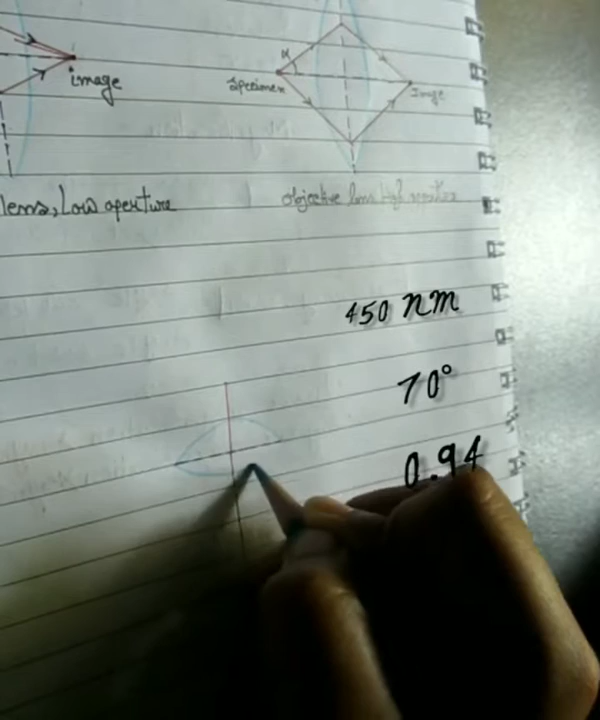 α
Specimen
image
Image
lens, Low aperture
Objective lens High aperture
450 nm
70°
0.94